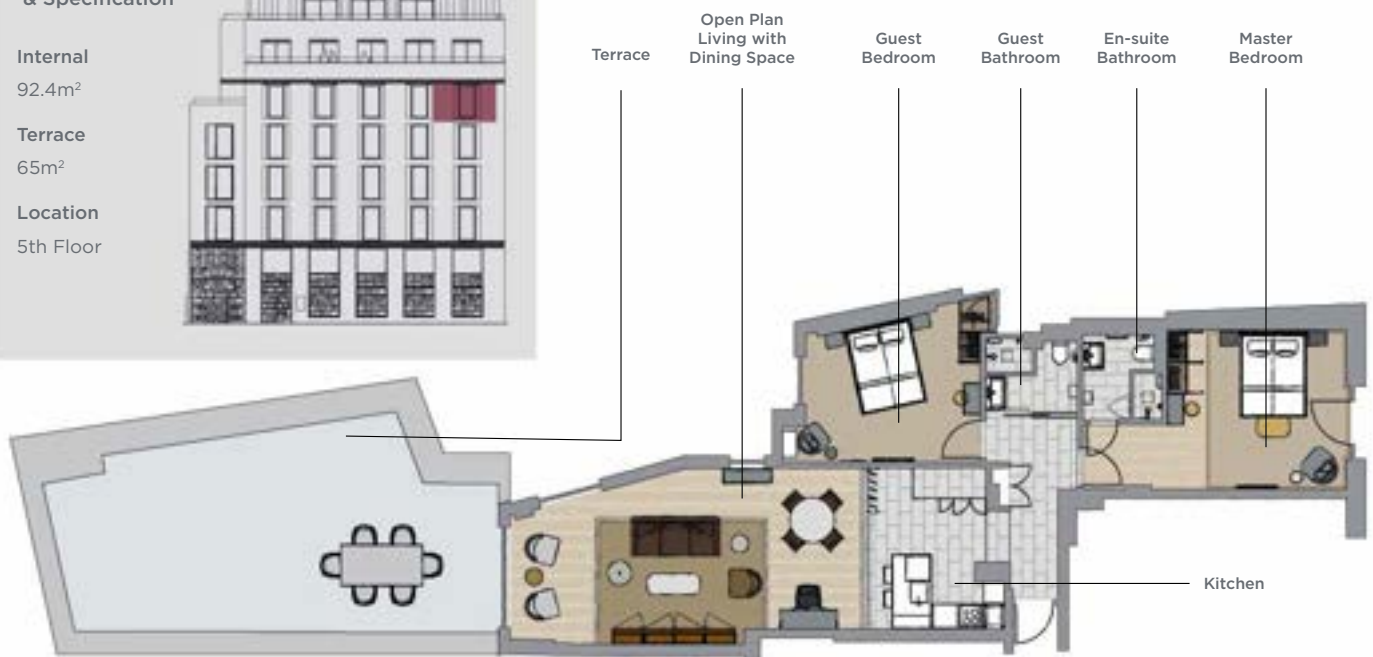 & Specification
Internal
92.4m²
Terrace
65m²
Location
5th Floor
Terrace
Open Plan
Living with
Dining Space
Guest
Bedroom
Guest
Bathroom
En-suite
Bathroom
Master
Bedroom
Kitchen